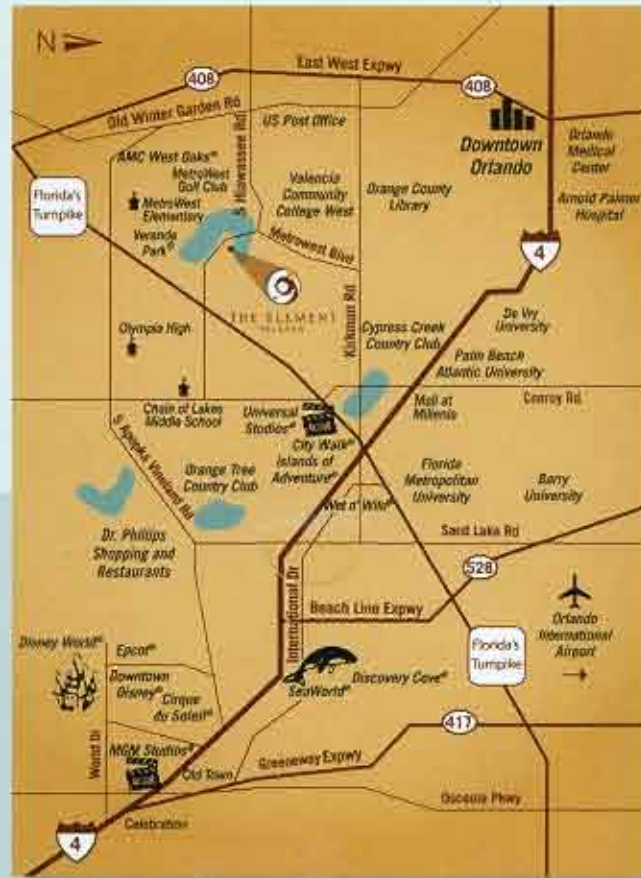 N
East West Expwy
408
408
Old Winter Garden Rd
US Post Office
S Hiawassee Rd
Downtown
Orlando
Orlando
Medical
Center
AMC West Oaks®
MetroWest
Golf Club
Valencia
Community
College West
Orange County
Library
Arnold Palmer
Hospital
Florida's
Turnpike
MetroWest
Elementary
Veranda
Park®
Metrowest Blvd
4
THE ELEMENT
Kirkman Rd
De Vry
University
Olympia High
Cypress Creek
Country Club
Palm Beach
Atlantic University
Chain of Lakes
Middle School
Universal
Studios®
Mall at
Millenia
Conroy Rd
City Walk®
Islands of
Adventure®
S Apopka Vineland Rd
Orange Tree
Country Club
Florida
Metropolitan
University
Barry
University
Wet n' Wild®
Sand Lake Rd
Dr. Phillips
Shopping and
Restaurants
528
International Dr
Beach Line Expwy
Orlando
International
Airport
Florida's
Turnpike
Disney World®
Epcot®
Downtown
Disney®
Cirque
du Soleil®
SeaWorld®
Discovery Cove®
417
World Dr
MGM Studios®
Old Town
Greeneway Expwy
Osceola Pkwy
Celebration
4